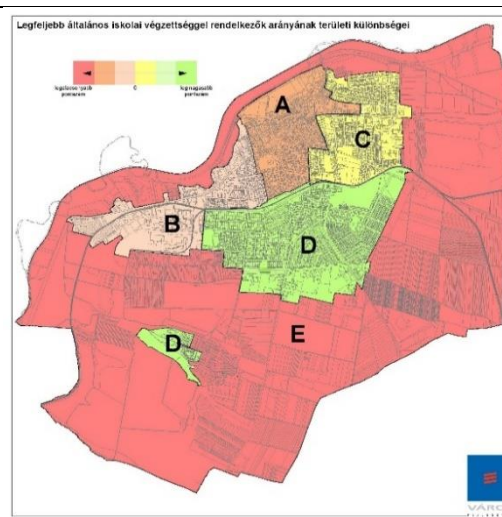 Legfeljebb általános iskolai végzettséggel rendelkezők arányának területi különbségei
0
A
C
B
D
E
D